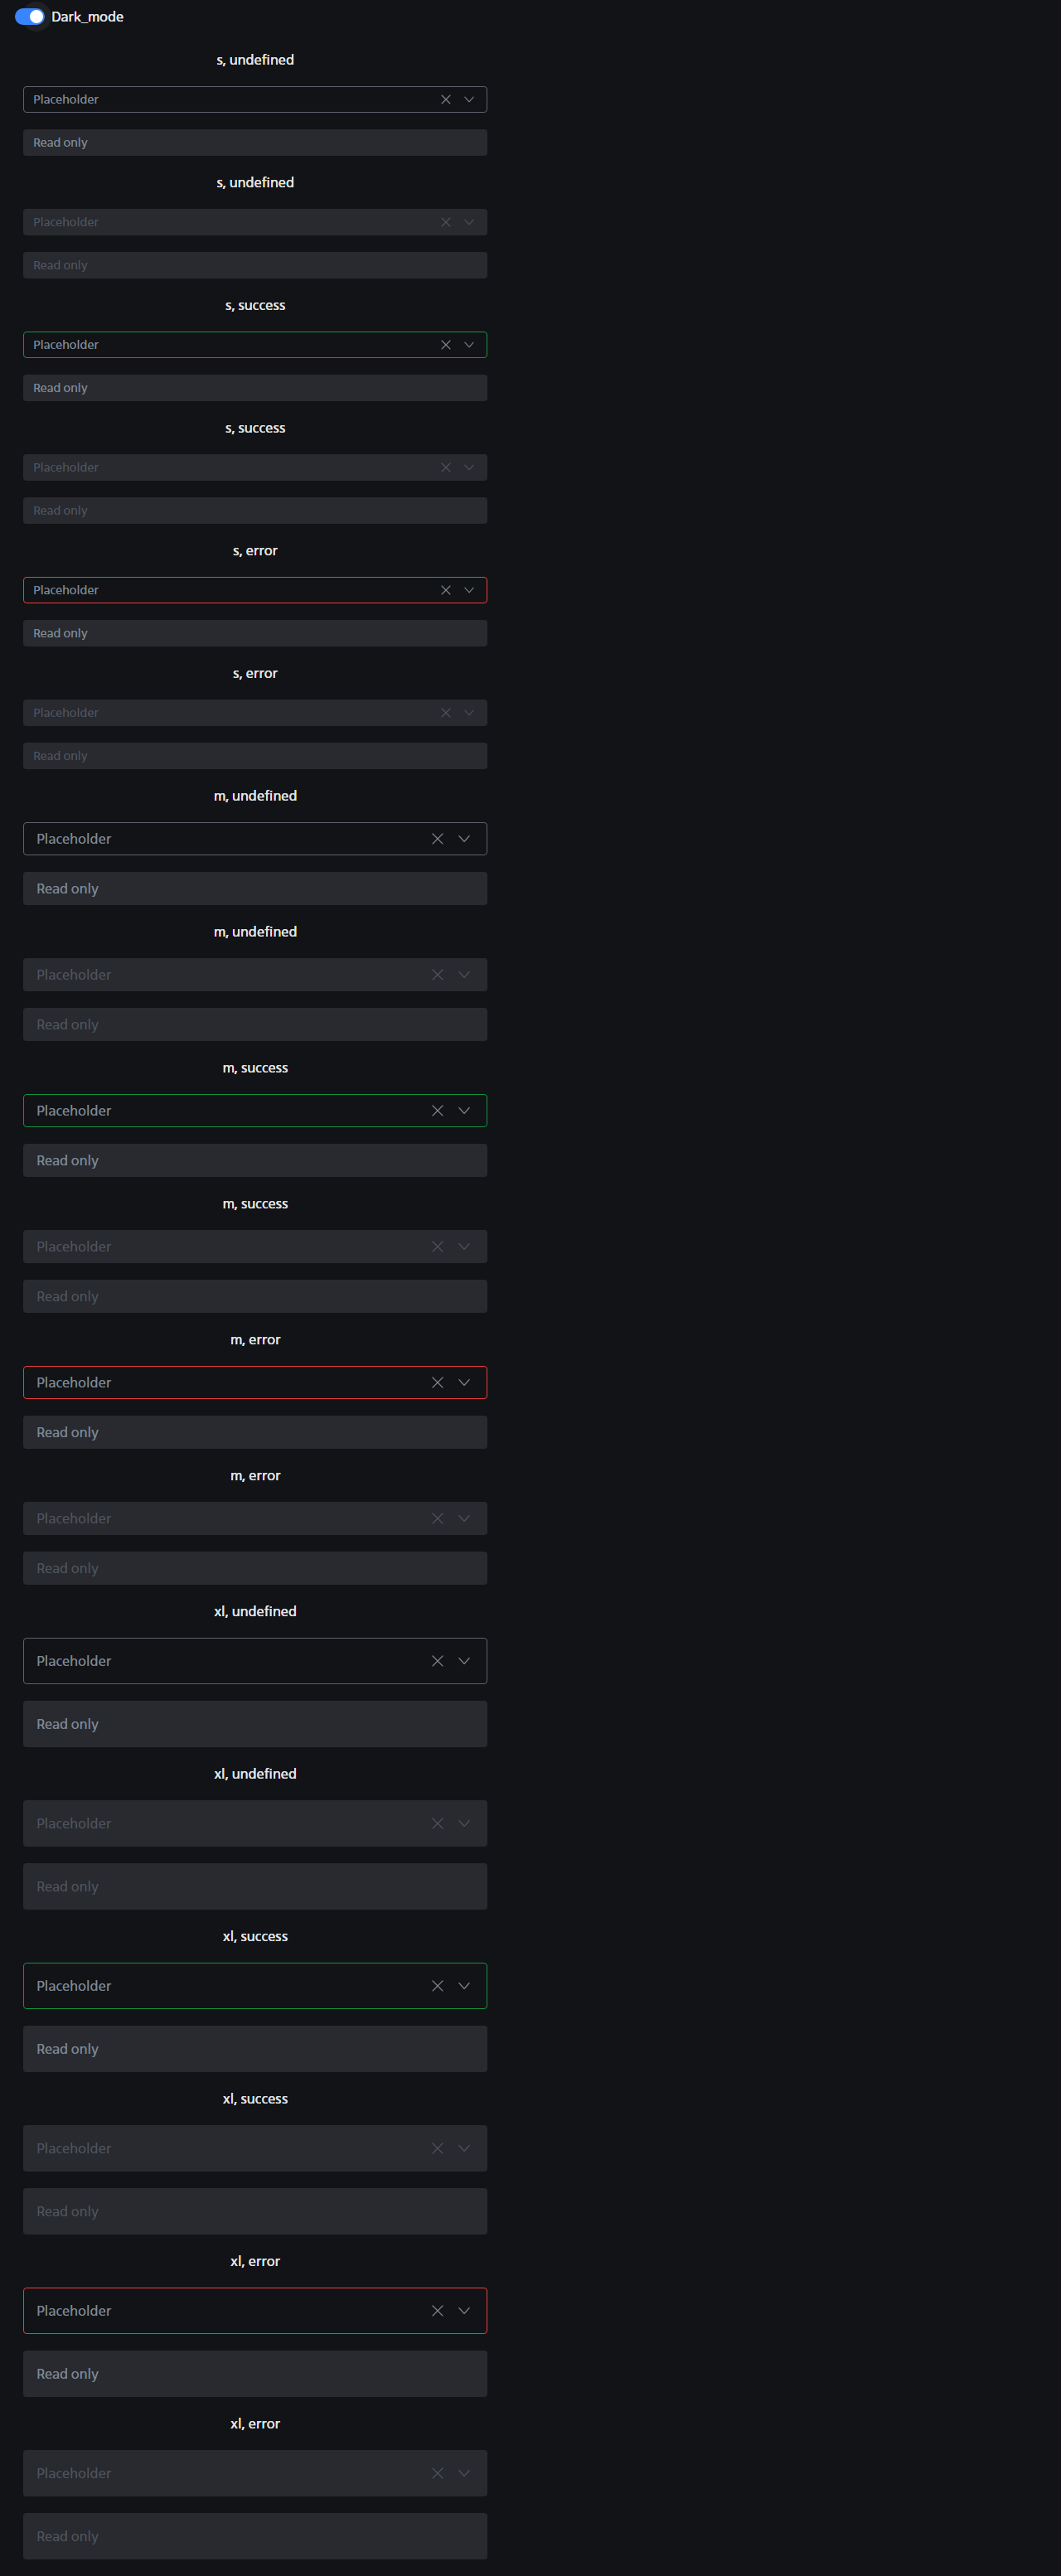 Dark_mode
s, undefined
Placeholder
Read only
s, undefined
Placeholder
Read only
s, success
Placeholder
Read only
s, success
Placeholder
Read only
s, error
Placeholder
Read only
s, error
Placeholder
Read only
m, undefined
Placeholder
Read only
m, undefined
Placeholder
Read only
m, success
Placeholder
Read only
m, success
Placeholder
Read only
m, error
Placeholder
Read only
m, error
Placeholder
Read only
xl, undefined
Placeholder
Read only
xl, undefined
Placeholder
Read only
xl, success
Placeholder
Read only
xl, success
Placeholder
Read only
xl, error
Placeholder
Read only
xl, error
Placeholder
Read only